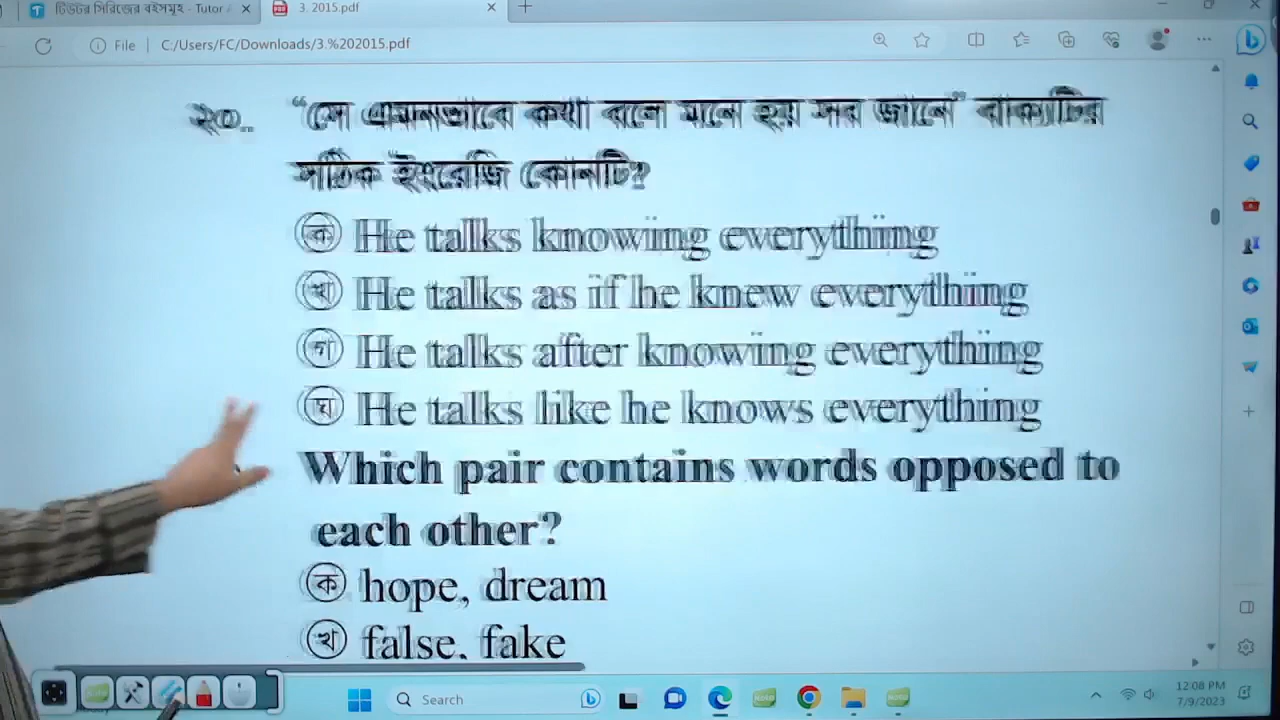 টিউটর সিরিজের বইসমূহ - Tutor
3. 2015.pdf
File
C:/Users/FC/Downloads/3.%202015.pdf
২০. “সে এমনভাবে কথা বলে মনে হয় সব জানে” বাক্যটির
সঠিক ইংরেজি কোনটি?
ক He talks knowing everything
খ He talks as if he knew everything
গ He talks after knowing everything
ঘ He talks like he knows everything
Which pair contains words opposed to
each other?
ক hope, dream
খ false, fake
Search
12:08 PM
7/9/2023